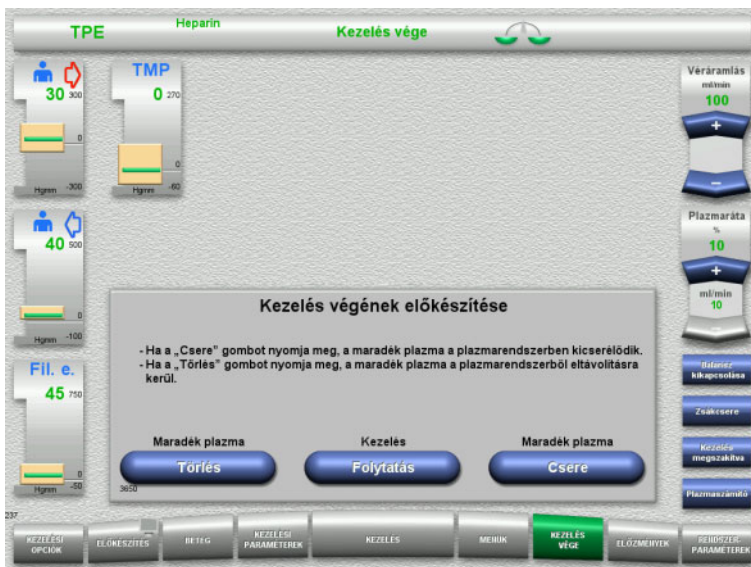 TPE
Heparin
Kezelés vége
30 300
0
Hgmm -300
TMP
0 270
0
Hgmm -60
40 500
0
Hgmm -100
Fil. e.
45 750
Hgmm -50
Véráramlás
ml/min
100
+
–
Plazmaráta
%
10
+
ml/min
10
–
Balansz
kikapcsolása
Zsákcsere
Kezelés
megszakítva
Plazmaszámító
Kezelés végének előkészítése
- Ha a „Csere” gombot nyomja meg, a maradék plazma a plazmarendszerben kicserélődik.
- Ha a „Törlés” gombot nyomja meg, a maradék plazma a plazmarendszerből eltávolításra
kerül.
Maradék plazma
Törlés
Kezelés
Folytatás
Maradék plazma
Csere
3650
237
KEZELÉSI
OPCIÓK
ELŐKÉSZÍTÉS
BETEG
KEZELÉSI
PARAMÉTEREK
KEZELÉS
MENÜK
KEZELÉS
VÉGE
ELŐZMÉNYEK
RENDSZER-
PARAMÉTEREK